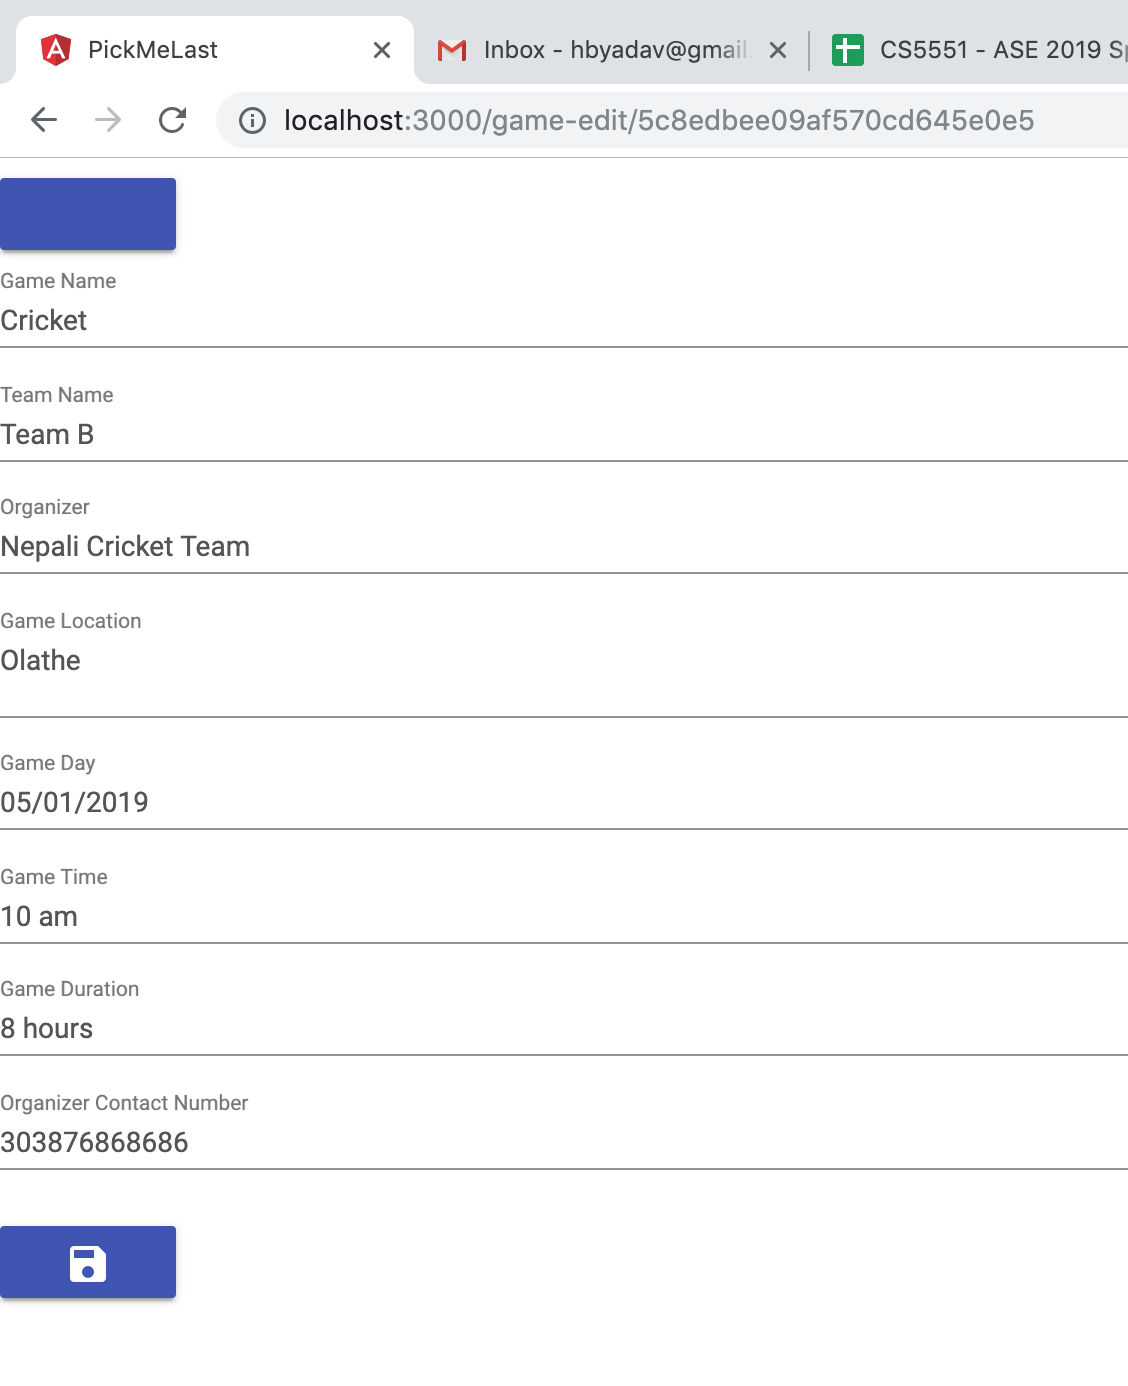 PickMeLast
Inbox - hbyadav@gmail.
CS5551 - ASE 2019 Sp
localhost:3000/game-edit/5c8edbee09af570cd645e0e5
Game Name
Cricket
Team Name
Team B
Organizer
Nepali Cricket Team
Game Location
Olathe
Game Day
05/01/2019
Game Time
10 am
Game Duration
8 hours
Organizer Contact Number
303876868686